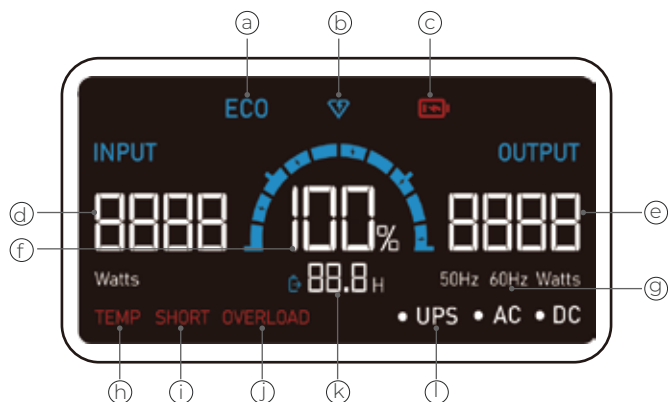 ⓐ ⓑ ⓒ
ECO
INPUT OUTPUT
ⓓ 8888 100% 8888 ⓔ
ⓕ
Watts 88.8 H 50Hz 60Hz Watts ⓖ
TEMP SHORT OVERLOAD • UPS • AC • DC
ⓗ ⓘ ⓙ ⓚ ⓛ